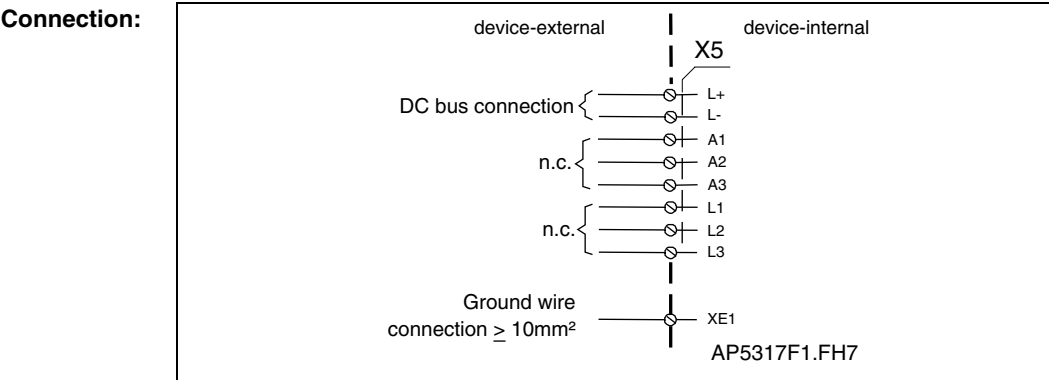 Connection:
device-external
device-internal
X5
DC bus connection
L+
L-
n.c.
A1
A2
A3
n.c.
L1
L2
L3
Ground wire
connection ≥ 10mm²
XE1
AP5317F1.FH7